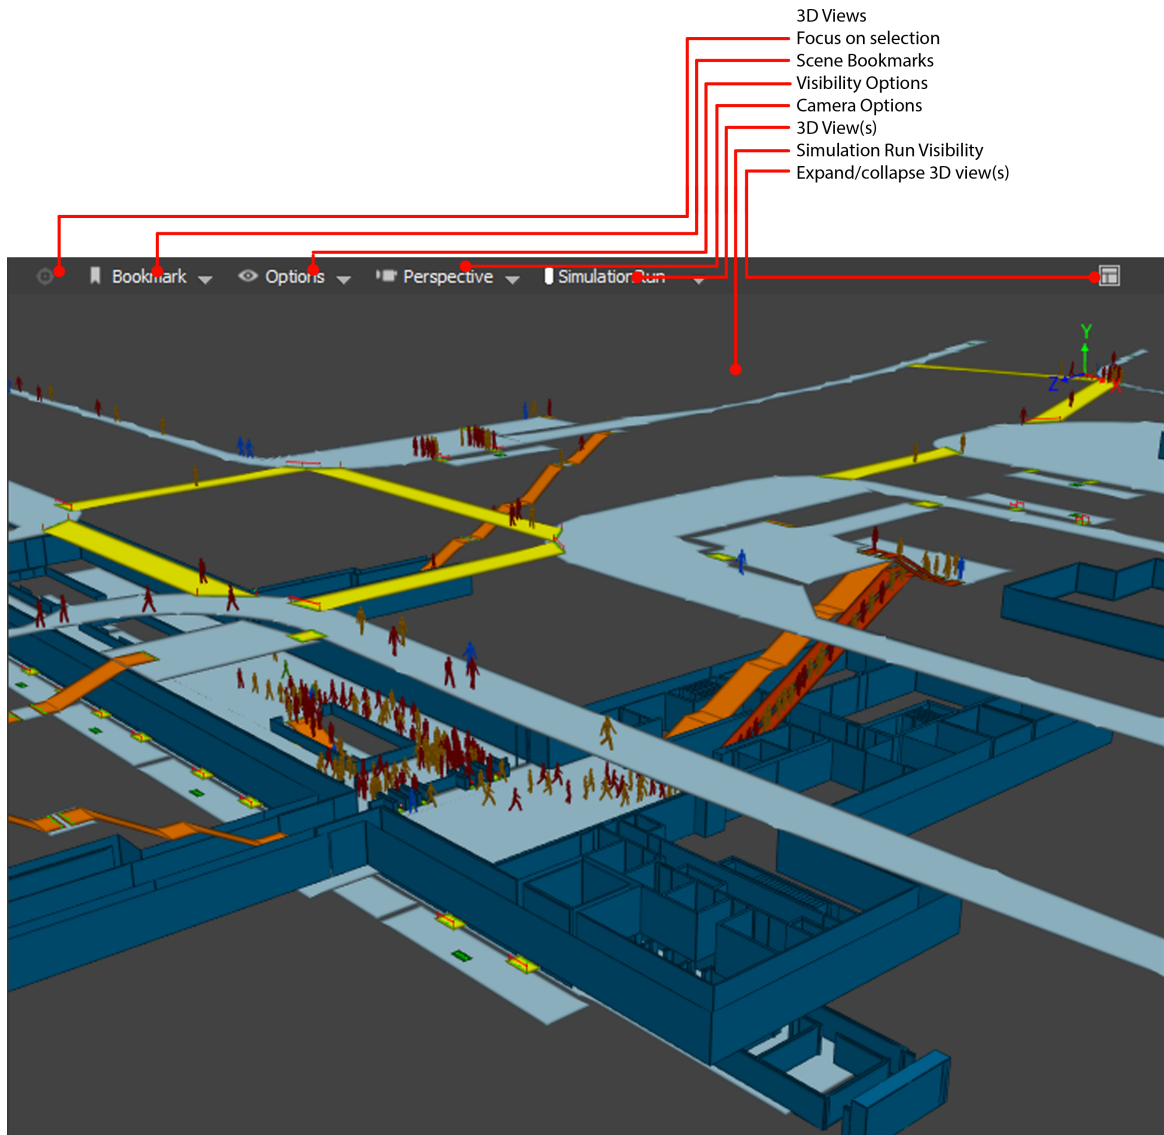 3D Views
Focus on selection
Scene Bookmarks
Visibility Options
Camera Options
3D View(s)
Simulation Run Visibility
Expand/collapse 3D view(s)
Bookmark Options Perspective SimulationRun
Y
Z X